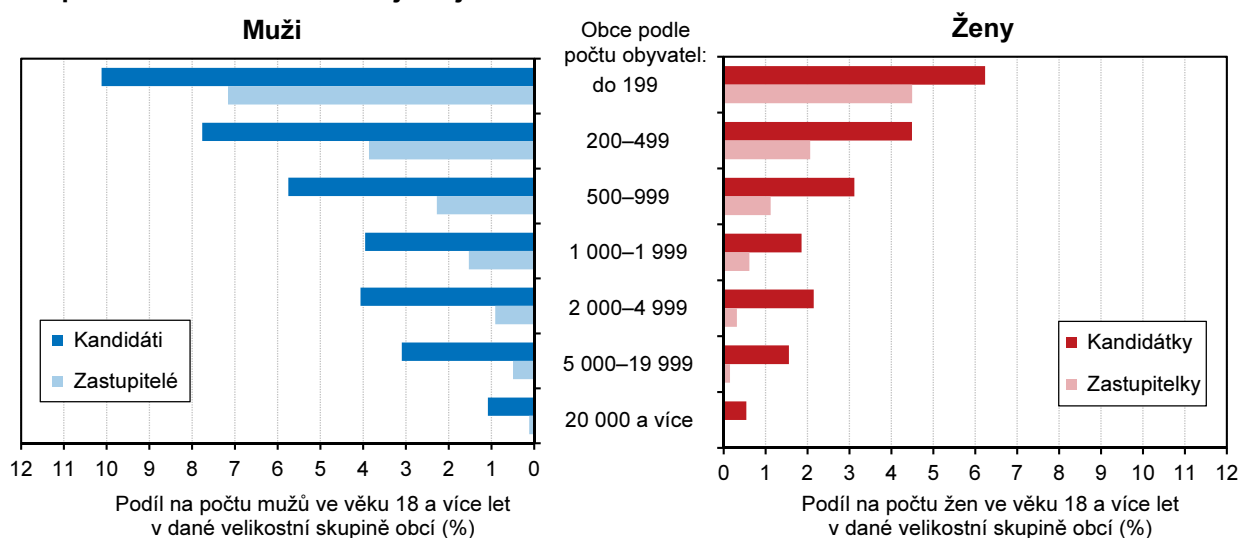 Muži
Obce podle
počtu obyvatel:
Ženy
do 199
200–499
500–999
1 000–1 999
2 000–4 999
5 000–19 999
20 000 a více
Kandidáti
Zastupitelé
Kandidátky
Zastupitelky
12 11 10 9 8 7 6 5 4 3 2 1 0
0 1 2 3 4 5 6 7 8 9 10 11 12
Podíl na počtu mužů ve věku 18 a více let
v dané velikostní skupině obcí (%)
Podíl na počtu žen ve věku 18 a více let
v dané velikostní skupině obcí (%)